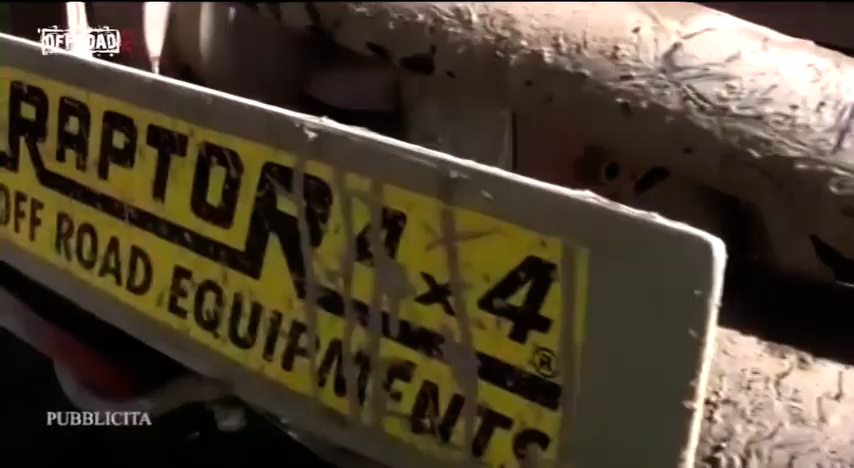 OFF ROAD
RAPTOR 4x4®
OFF ROAD EQUIPMENTS
PUBBLICITA